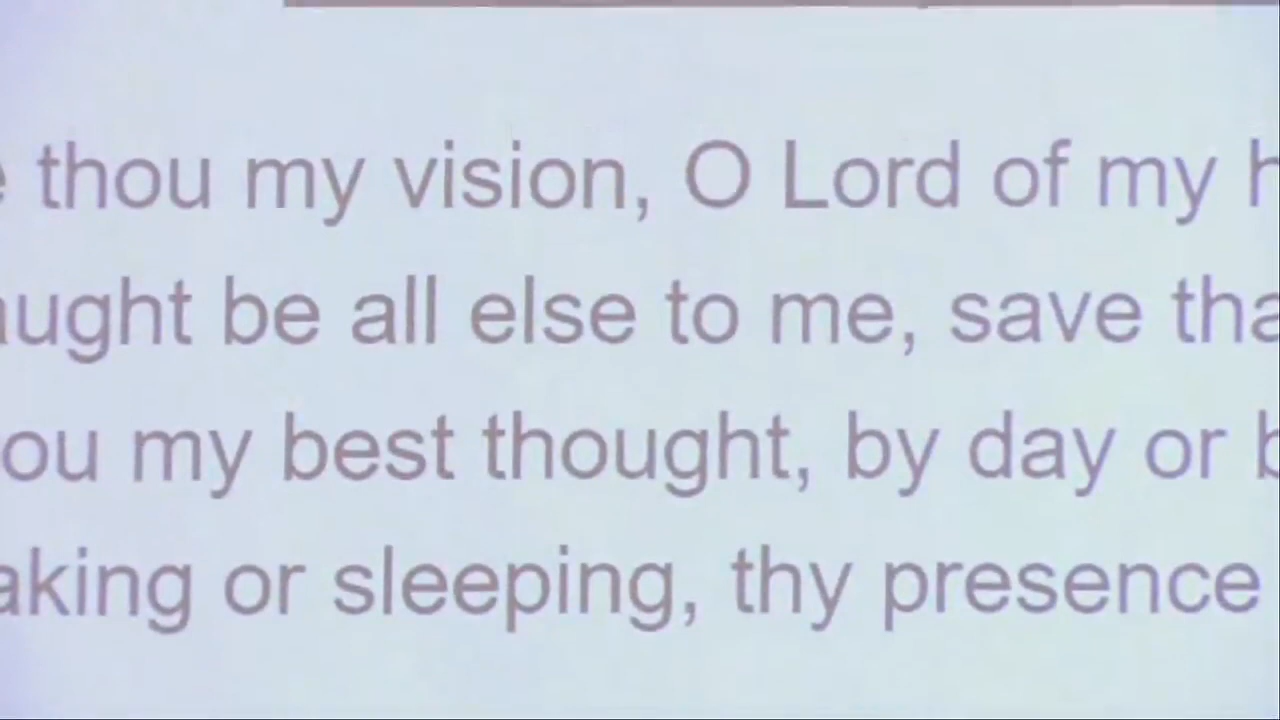 e thou my vision, O Lord of my h
aught be all else to me, save tha
ou my best thought, by day or b
aking or sleeping, thy presence